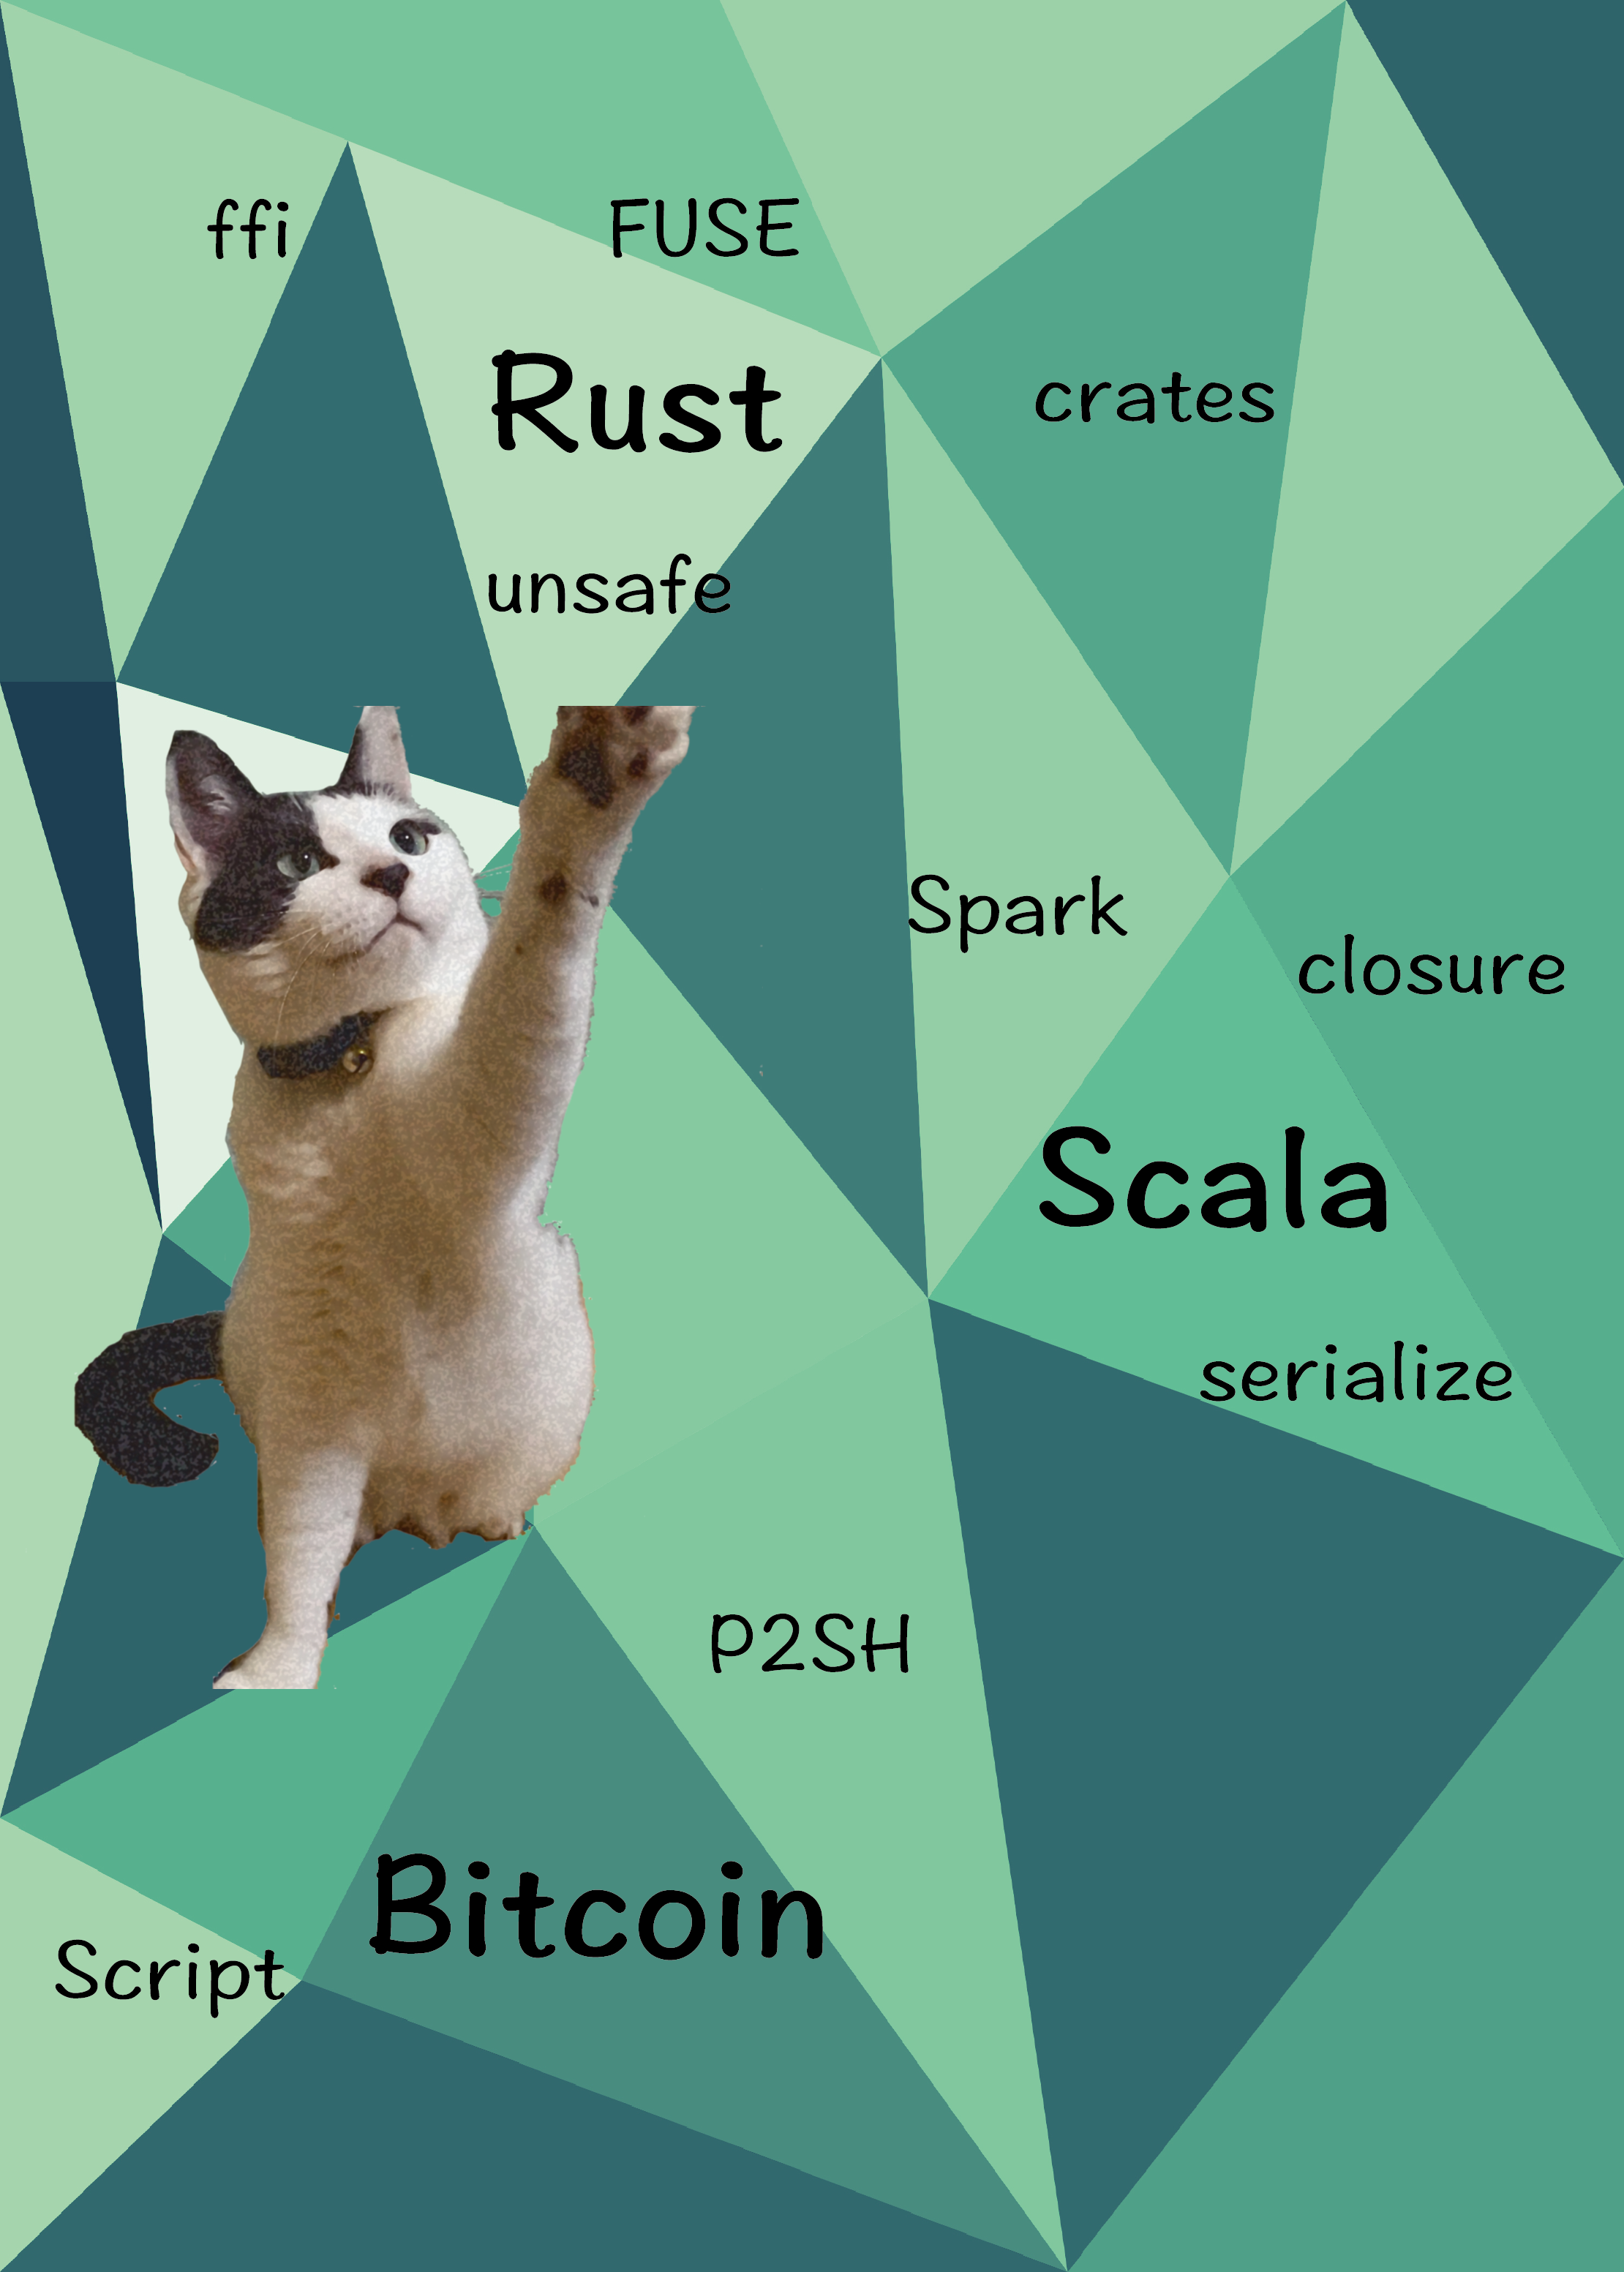 ffi
FUSE
Rust
crates
unsafe
Spark
closure
Scala
serialize
P2SH
Bitcoin
Script